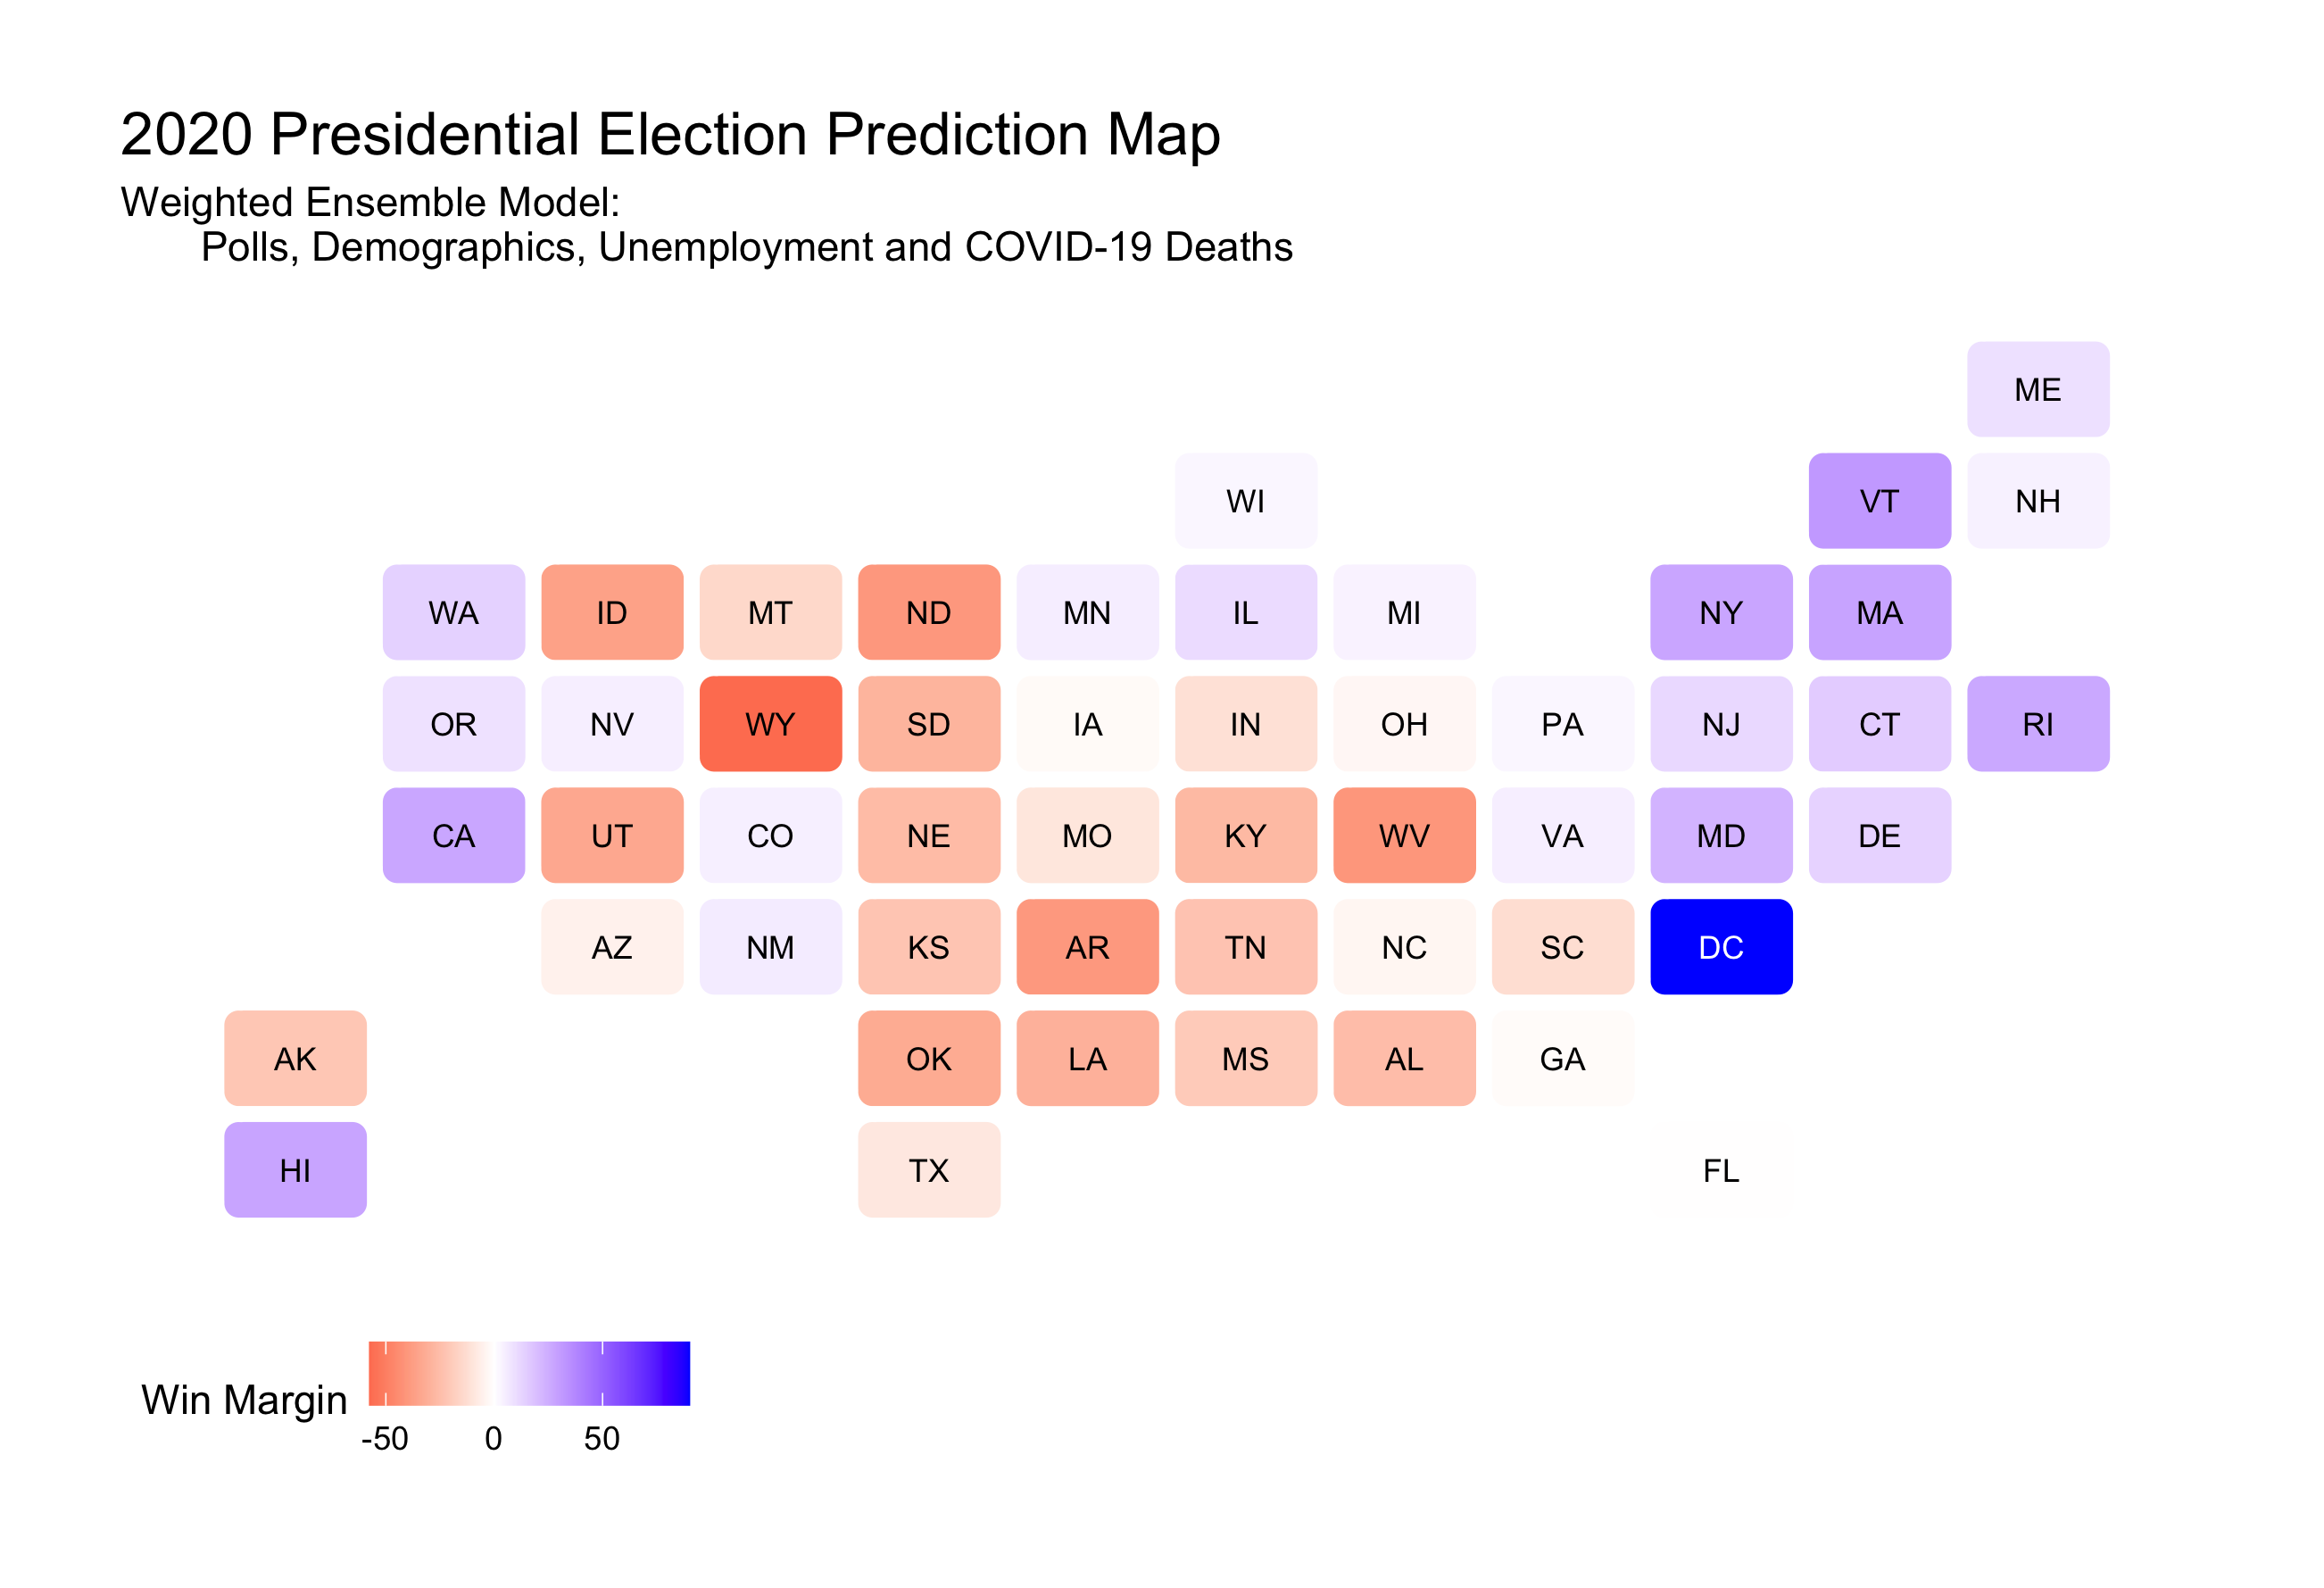 2020 Presidential Election Prediction Map
Weighted Ensemble Model:
Polls, Demographics, Unemployment and COVID-19 Deaths
ME
WI VT NH
WA ID MT ND MN IL MI NY MA
OR NV WY SD IA IN OH PA NJ CT RI
CA UT CO NE MO KY WV VA MD DE
AZ NM KS AR TN NC SC DC
AK OK LA MS AL GA
HI TX FL
Win Margin
-50 0 50